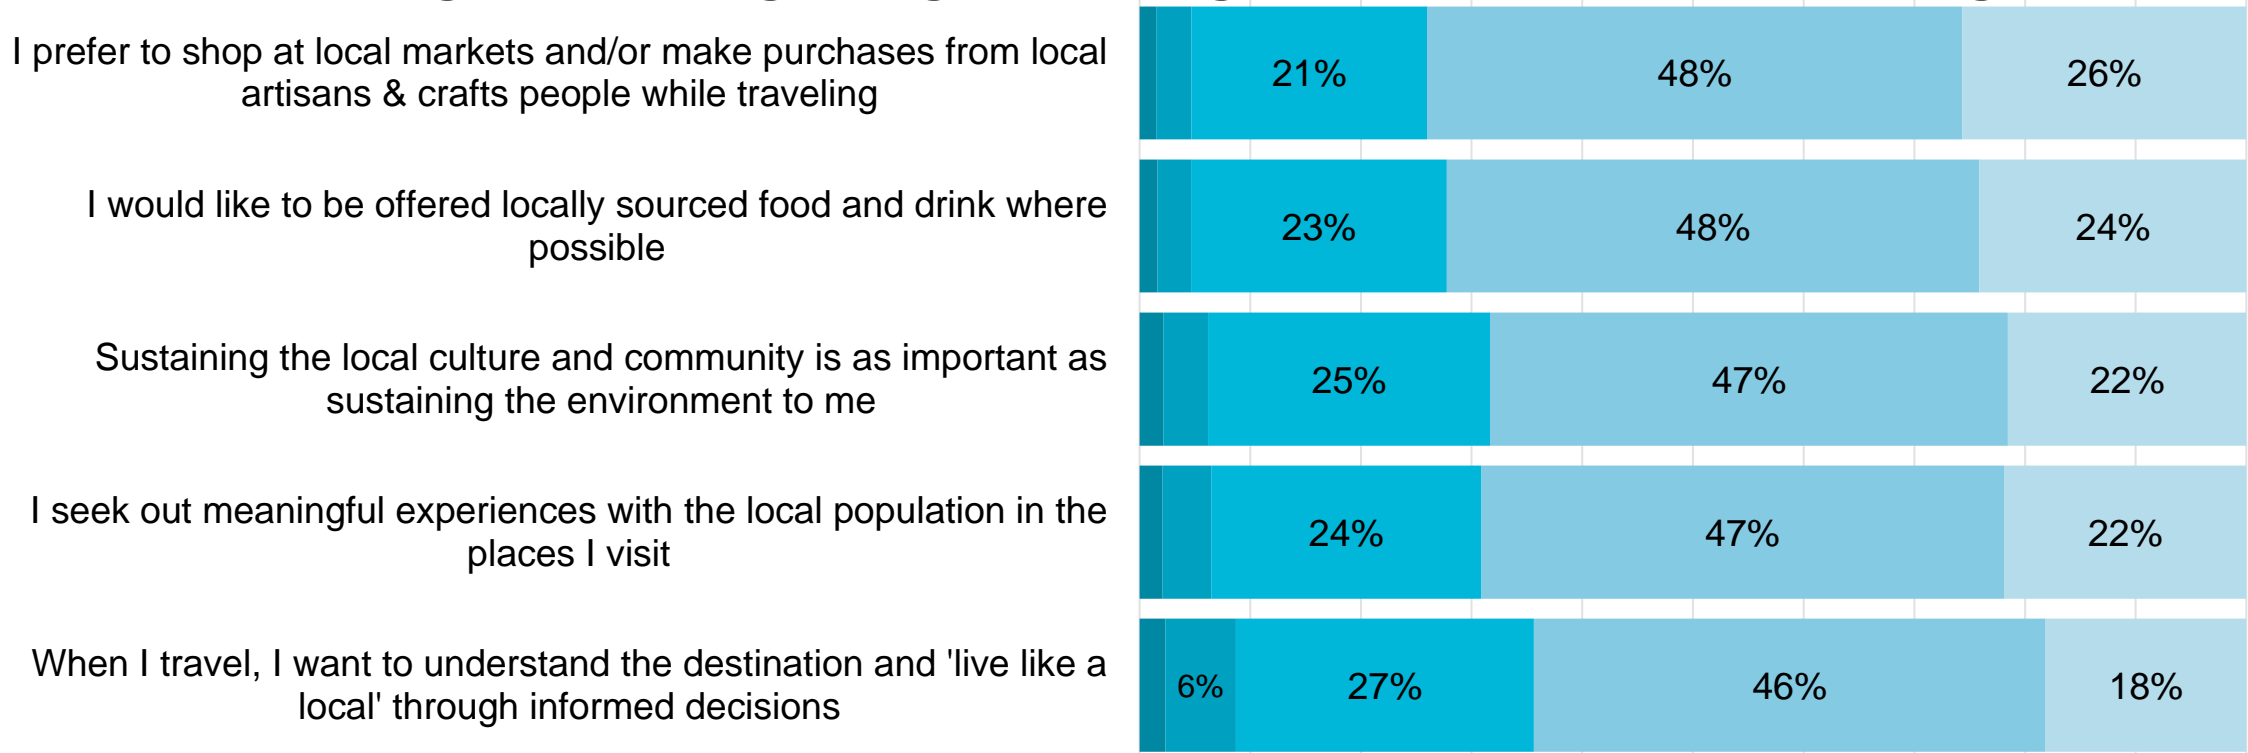 I prefer to shop at local markets and/or make purchases from local
artisans & crafts people while traveling
21% 48% 26%
I would like to be offered locally sourced food and drink where
possible
23% 48% 24%
Sustaining the local culture and community is as important as
sustaining the environment to me
25% 47% 22%
I seek out meaningful experiences with the local population in the
places I visit
24% 47% 22%
When I travel, I want to understand the destination and 'live like a
local' through informed decisions
6% 27% 46% 18%